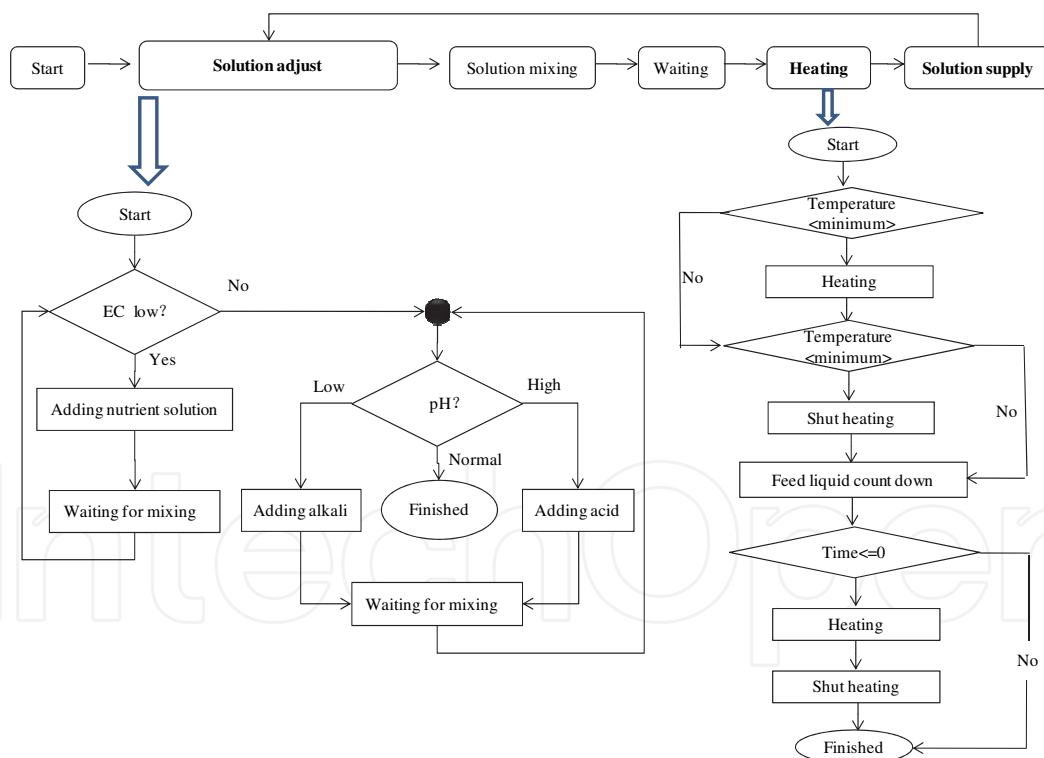 Start
Solution adjust
Solution mixing
Waiting
Heating
Solution supply
Start
EC low?
No
Yes
Adding nutrient solution
Waiting for mixing
Low
pH?
High
Normal
Adding alkali
Finished
Adding acid
Waiting for mixing
Start
Temperature
<minimum>
No
Heating
Temperature
<minimum>
No
Shut heating
Feed liquid count down
Time<=0
Heating
No
Shut heating
Finished
IntechOpen